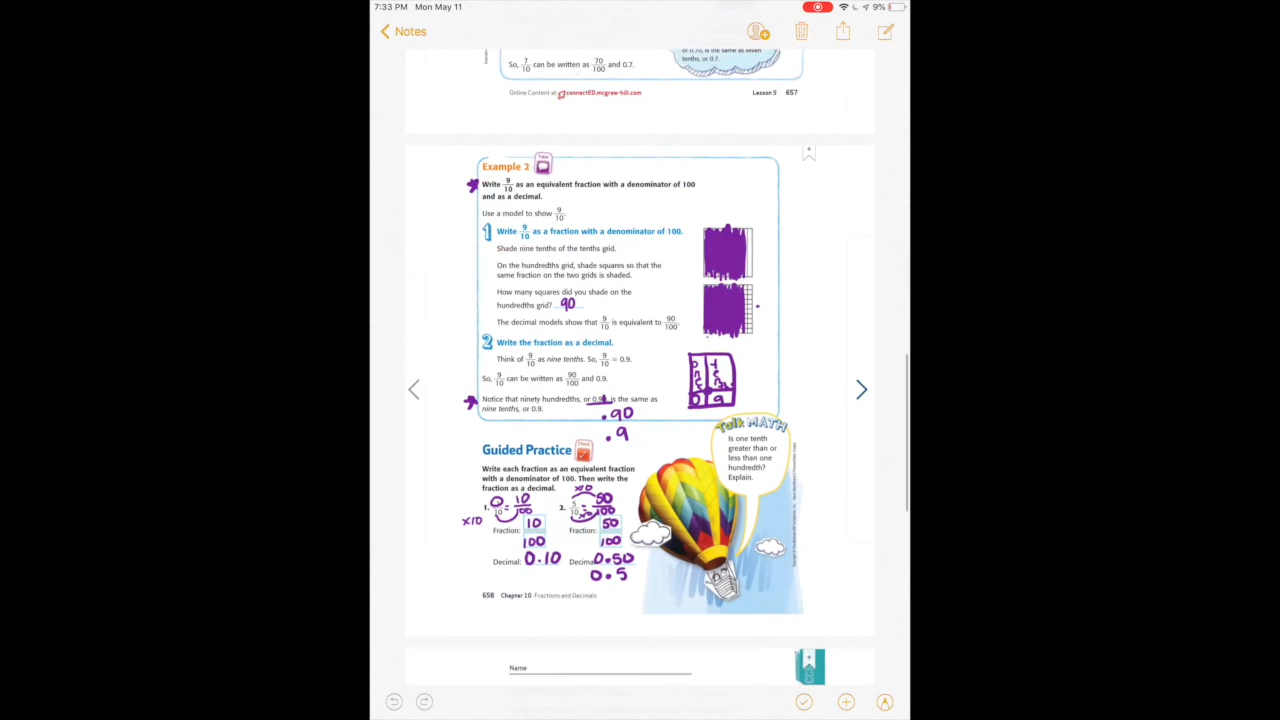 7:33 PM Mon May 11
9%
Notes
or 0.70, is the same as seven
tenths, or 0.7.
So, 7/10 can be written as 70/100 and 0.7.
Online Content at connectED.mcgraw-hill.com
Lesson 5 657
Example 2
Tutor
Write 9/10 as an equivalent fraction with a denominator of 100
and as a decimal.
Use a model to show 9/10.
1 Write 9/10 as a fraction with a denominator of 100.
Shade nine tenths of the tenths grid.
On the hundredths grid, shade squares so that the
same fraction on the two grids is shaded.
How many squares did you shade on the
hundredths grid? 90
The decimal models show that 9/10 is equivalent to 90/100.
2 Write the fraction as a decimal.
Think of 9/10 as nine tenths. So, 9/10 = 0.9.
So, 9/10 can be written as 90/100 and 0.9.
Notice that ninety hundredths, or 0.90, is the same as
nine tenths, or 0.9.
.90
.9
0 9
Talk MATH
Is one tenth
greater than or
less than one
hundredth?
Explain.
Guided Practice
Check
Write each fraction as an equivalent fraction
with a denominator of 100. Then write the
fraction as a decimal.
x10
1. /10 = 10/100
2. 5/10 = 50/100
x10
x10
Fraction: 10/100
Fraction: 50/100
Decimal: 0.10
Decimal: 0.50
0.5
658 Chapter 10 Fractions and Decimals
Name